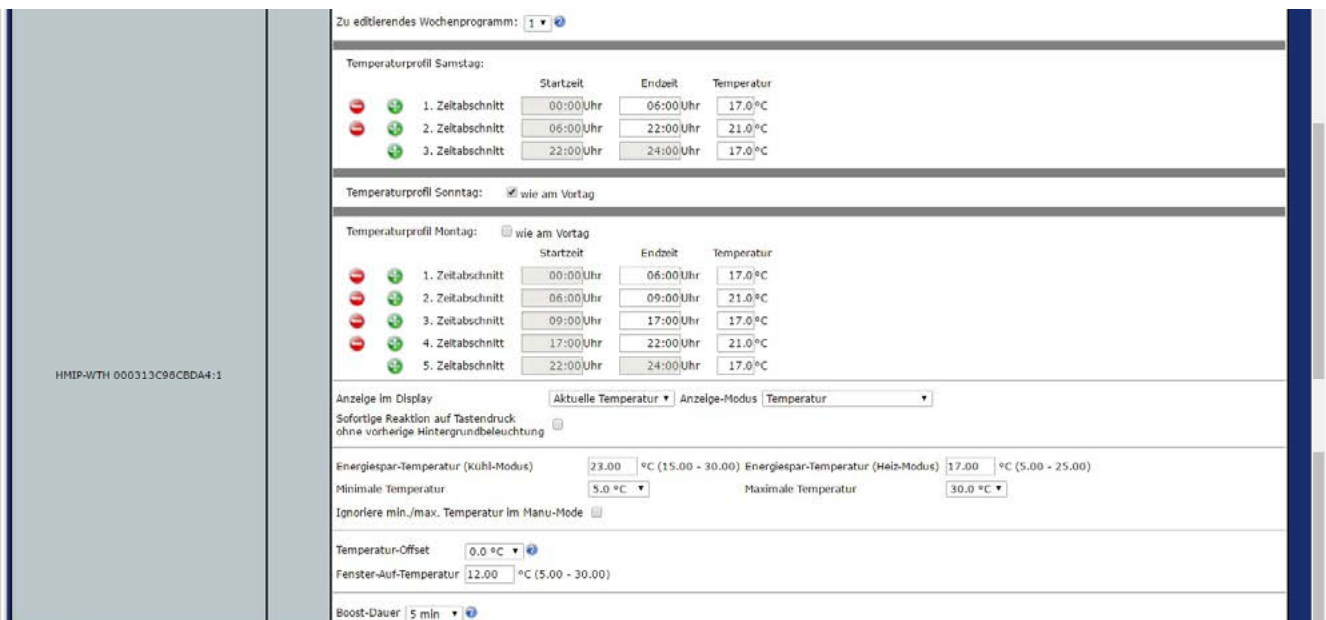 Zu editierendes Wochenprogramm: 1
Temperaturprofil Samstag:
Startzeit Endzeit Temperatur
1. Zeitabschnitt 00:00 Uhr 06:00 Uhr 17.0 °C
2. Zeitabschnitt 06:00 Uhr 22:00 Uhr 21.0 °C
3. Zeitabschnitt 22:00 Uhr 24:00 Uhr 17.0 °C
Temperaturprofil Sonntag: wie am Vortag
Temperaturprofil Montag: wie am Vortag
Startzeit Endzeit Temperatur
1. Zeitabschnitt 00:00 Uhr 06:00 Uhr 17.0 °C
2. Zeitabschnitt 06:00 Uhr 09:00 Uhr 21.0 °C
3. Zeitabschnitt 09:00 Uhr 17:00 Uhr 17.0 °C
4. Zeitabschnitt 17:00 Uhr 22:00 Uhr 21.0 °C
5. Zeitabschnitt 22:00 Uhr 24:00 Uhr 17.0 °C
HMIP-WTH 000313C98CBDA4:1
Anzeige im Display Aktuelle Temperatur Anzeige-Modus Temperatur
Sofortige Reaktion auf Tastendruck
ohne vorherige Hintergrundbeleuchtung
Energiespar-Temperatur (Kühl-Modus) 23.00 °C (15.00 - 30.00) Energiespar-Temperatur (Heiz-Modus) 17.00 °C (5.00 - 25.00)
Minimale Temperatur 5.0 °C Maximale Temperatur 30.0 °C
Ignoriere min./max. Temperatur im Manu-Mode
Temperatur-Offset 0.0 °C
Fenster-Auf-Temperatur 12.00 °C (5.00 - 30.00)
Boost-Dauer 5 min